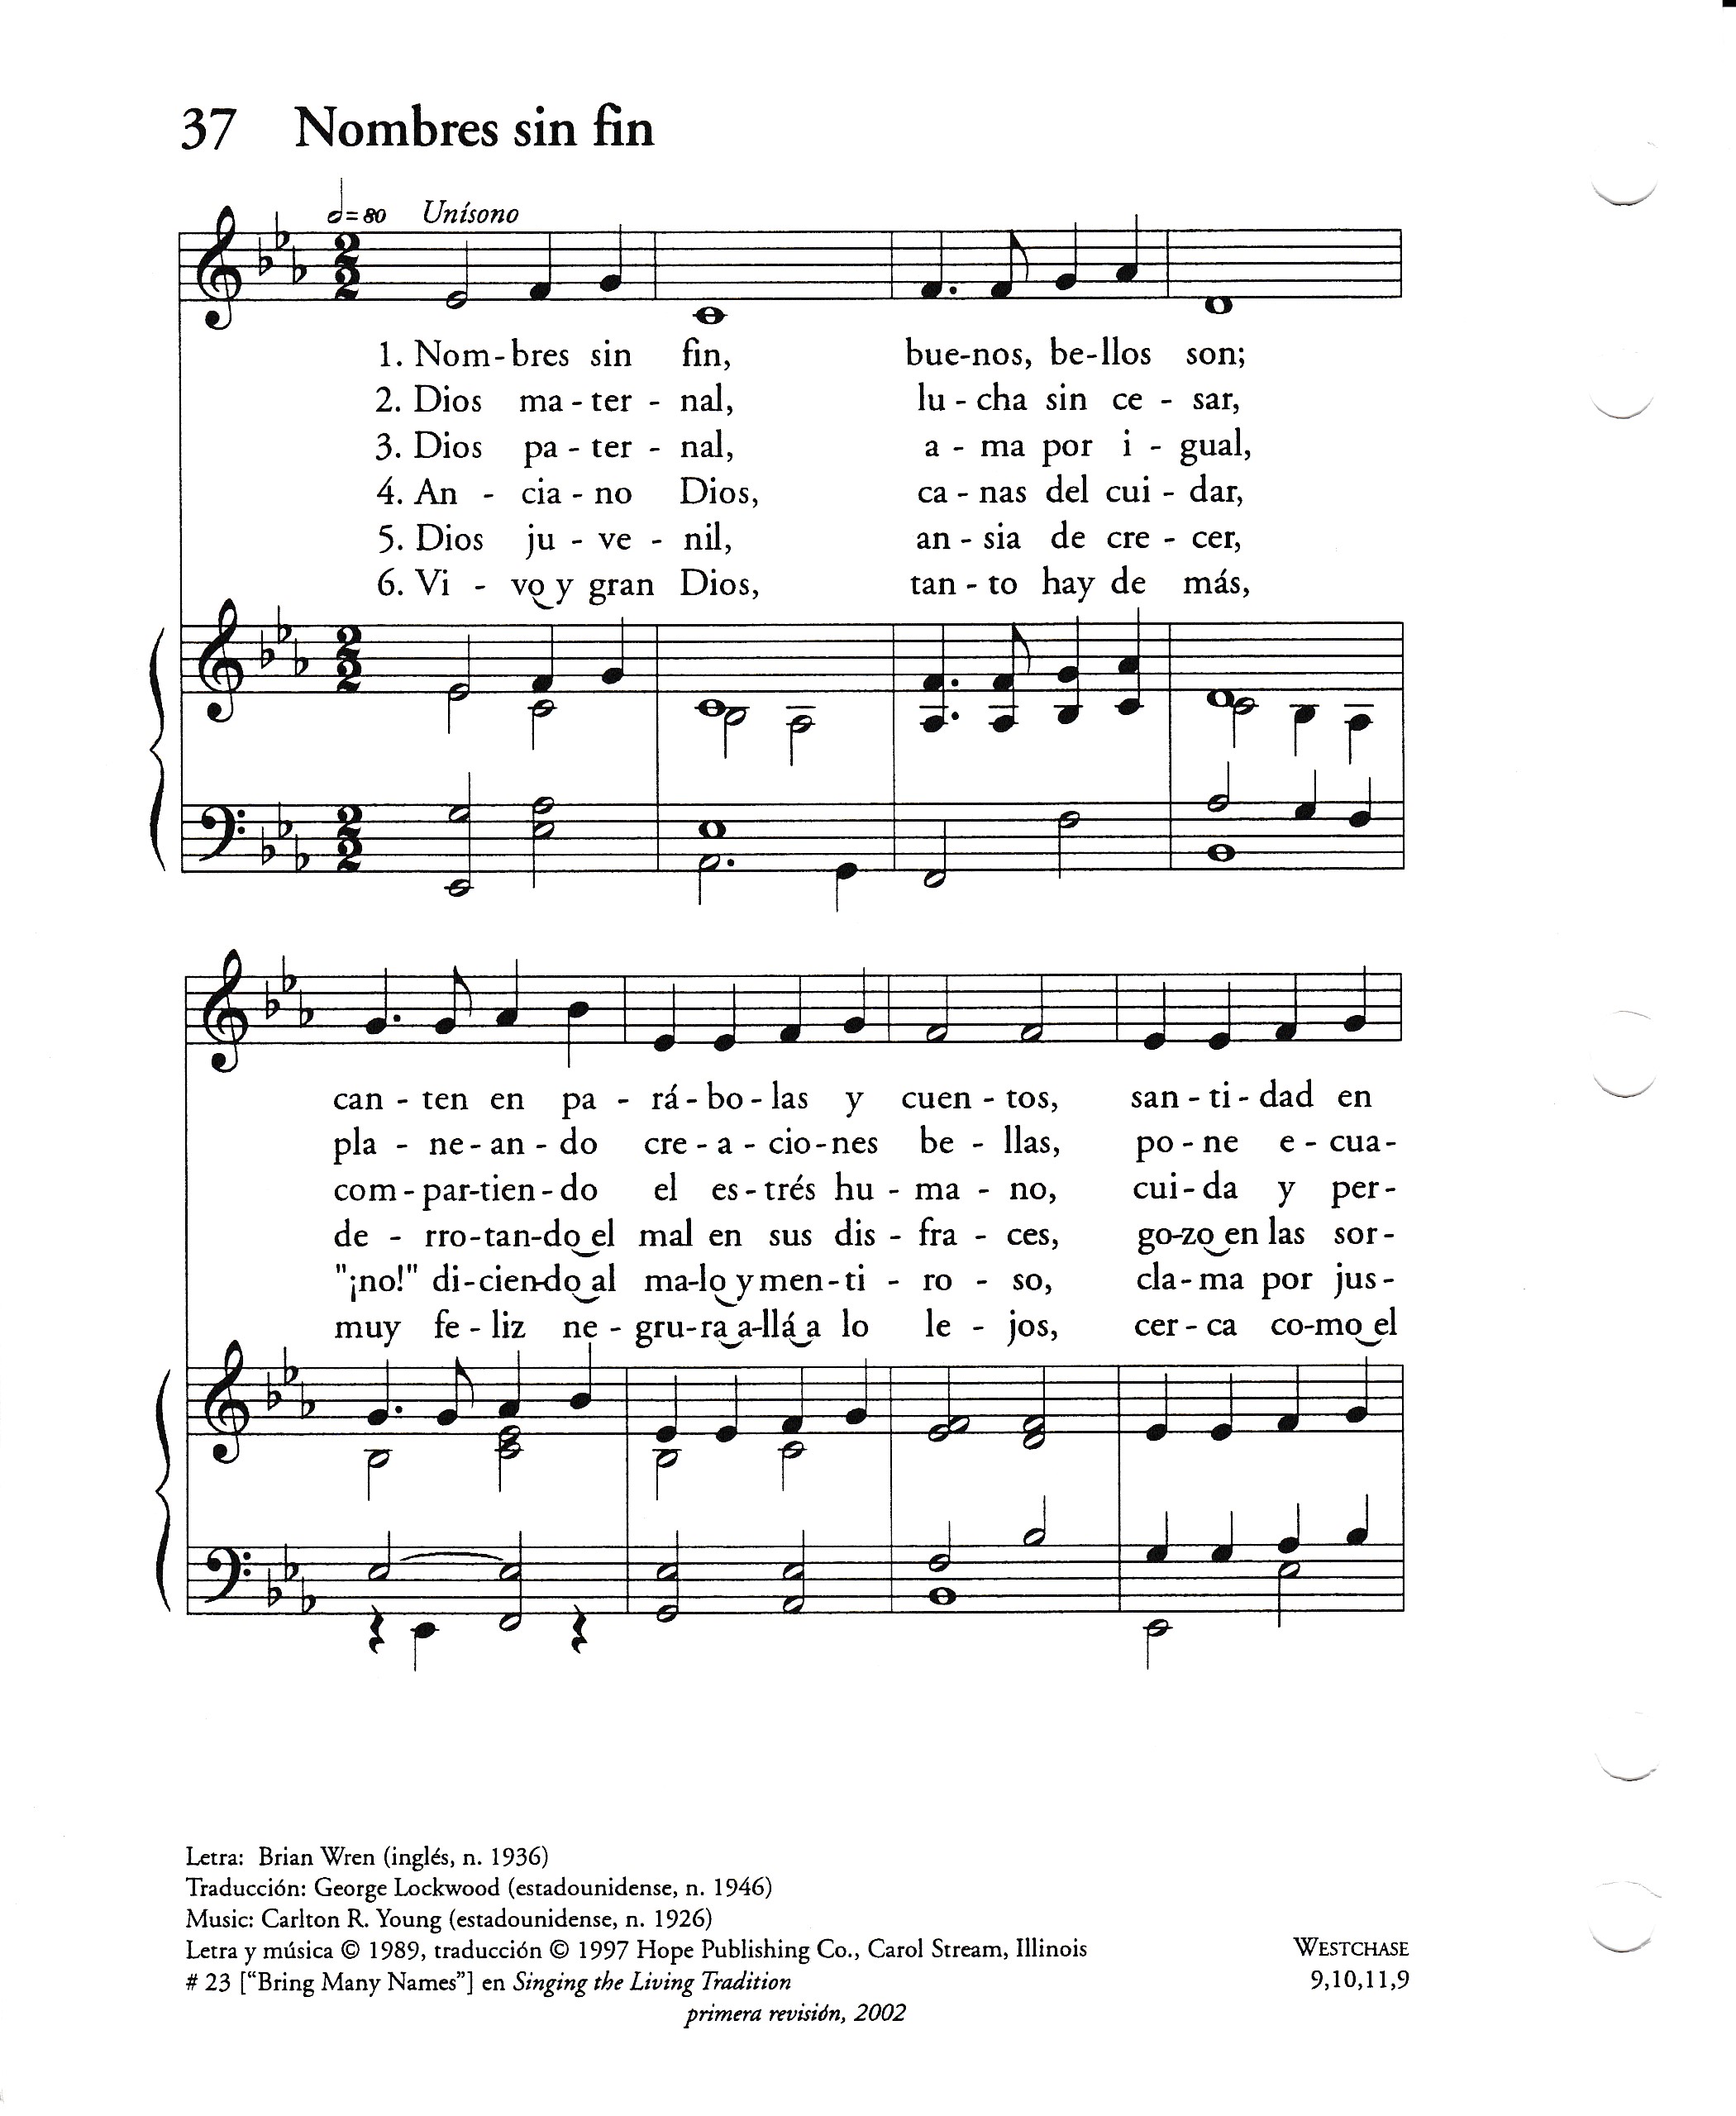 37 Nombres sin fin
= 80 Unísono
1. Nom - bres sin fin, bue-nos, be-llos son;
2. Dios ma - ter - nal, lu - cha sin ce - sar,
3. Dios pa - ter - nal, a - ma por i - gual,
4. An - cia - no Dios, ca - nas del cui - dar,
5. Dios ju - ve - nil, an - sia de cre - cer,
6. Vi - vo y gran Dios, tan - to hay de más,
can - ten en pa - rá - bo - las y cuen - tos, san - ti - dad en
pla - ne - an - do cre - a - cio - nes be - llas, po - ne e - cua-
com - par-tien - do el es - trés hu - ma - no, cui - da y per-
de - rro-tan-do el mal en sus dis - fra - ces, go-zo en las sor-
"¡no!" di-cien-do al ma-lo y men - ti - ro - so, cla - ma por jus-
muy fe - liz ne - gru-ra a-llá a lo le - jos, cer - ca co-mo el
Letra: Brian Wren (inglés, n. 1936)
Traducción: George Lockwood (estadounidense, n. 1946)
Music: Carlton R. Young (estadounidense, n. 1926)
Letra y música © 1989, traducción © 1997 Hope Publishing Co., Carol Stream, Illinois WESTCHASE
# 23 ["Bring Many Names"] en Singing the Living Tradition 9,10,11,9
primera revisión, 2002